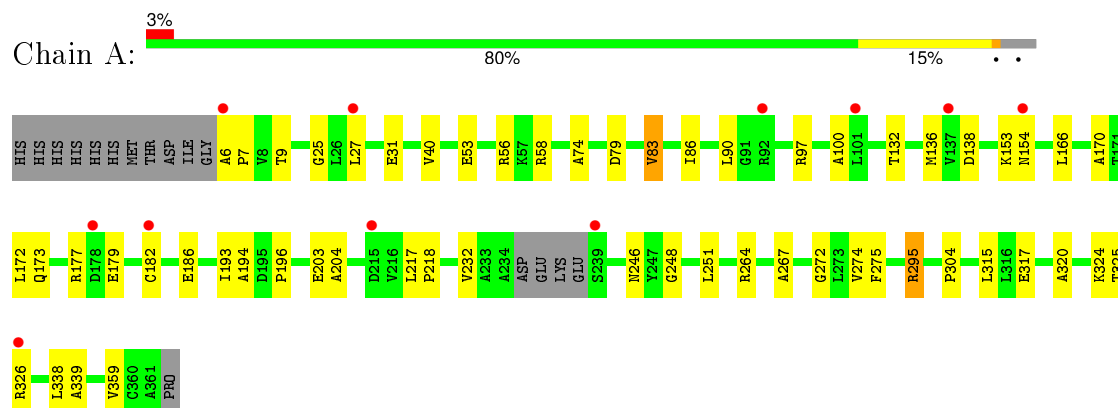 3%
Chain A:
80% 15% • •
HIS HIS HIS HIS HIS HIS MET THR ASP ILE GLY A6 P7 V8 T9 G25 L26 L27 E31 V40 E53 R56 K57 R58 A74 D79 V83 I86 L90 G91 R92 R97 A100 L101 T132 M136 V137 D138 K153 N154 L166 A170 T171
L172 Q173 R177 D178 E179 C182 E186 I193 A194 D195 P196 E203 A204 D215 V216 L217 P218 V232 A233 A234 ASP GLU LYS GLU S239 N246 Y247 G248 L251 R264 A267 G272 L273 V274 F275 R295 P304 L315 L316 E317 A320 K324 T325
R326 L338 A339 V359 C360 A361 PRO